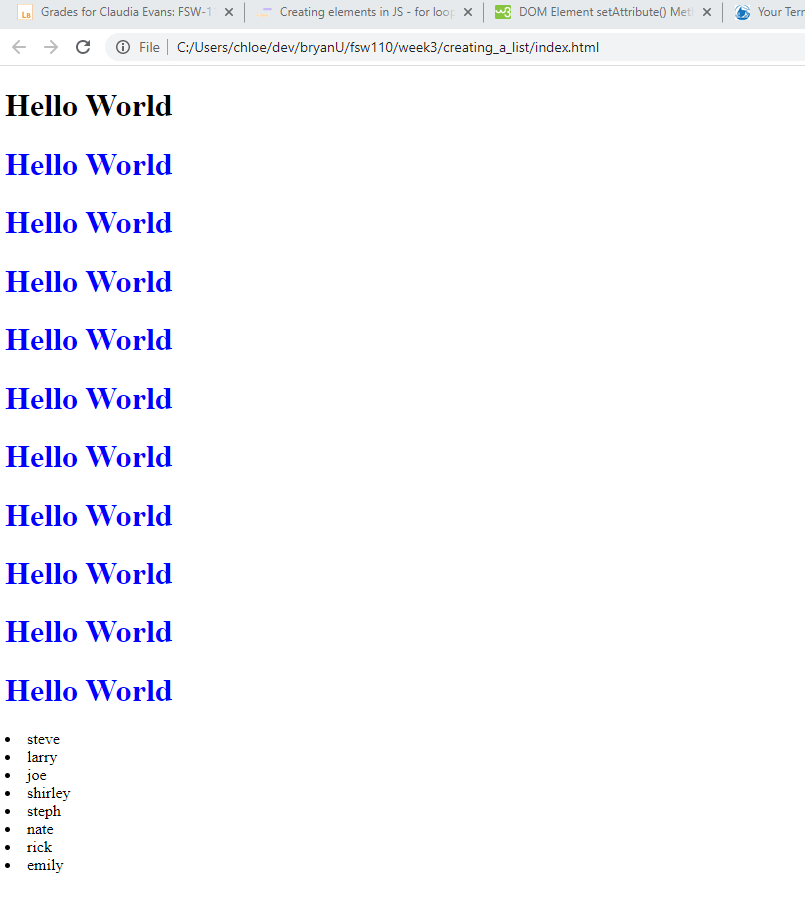 Grades for Claudia Evans: FSW-1
Creating elements in JS - for loop
DOM Element setAttribute() Met
Your Terr
File
C:/Users/chloe/dev/bryanU/fsw110/week3/creating_a_list/index.html
Hello World
Hello World
Hello World
Hello World
Hello World
Hello World
Hello World
Hello World
Hello World
Hello World
Hello World
steve
larry
joe
shirley
steph
nate
rick
emily